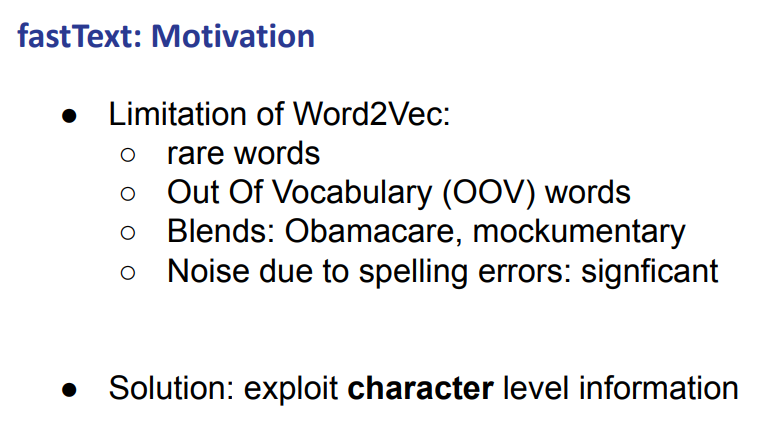 fastText: Motivation
● Limitation of Word2Vec:
○ rare words
○ Out Of Vocabulary (OOV) words
○ Blends: Obamacare, mockumentary
○ Noise due to spelling errors: signficant
● Solution: exploit character level information